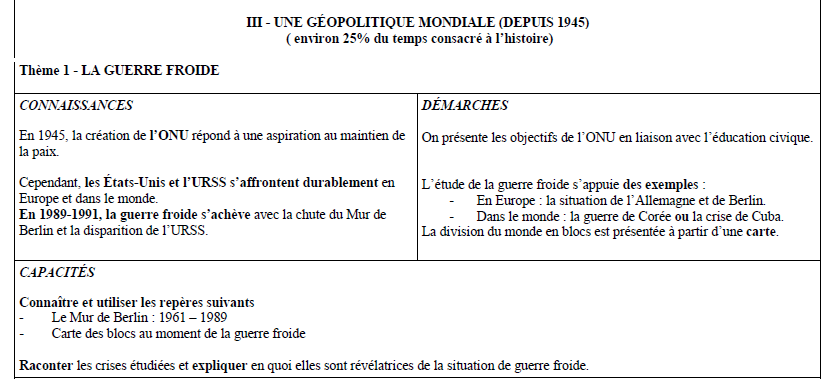 III - UNE GÉOPOLITIQUE MONDIALE (DEPUIS 1945)
( environ 25% du temps consacré à l’histoire)
Thème 1 - LA GUERRE FROIDE
CONNAISSANCES
En 1945, la création de l’ONU répond à une aspiration au maintien de
la paix.
Cependant, les États-Unis et l’URSS s’affrontent durablement en
Europe et dans le monde.
En 1989-1991, la guerre froide s’achève avec la chute du Mur de
Berlin et la disparition de l’URSS.
DÉMARCHES
On présente les objectifs de l’ONU en liaison avec l’éducation civique.
L’étude de la guerre froide s’appuie des exemples :
- En Europe : la situation de l’Allemagne et de Berlin.
- Dans le monde : la guerre de Corée ou la crise de Cuba.
La division du monde en blocs est présentée à partir d’une carte.
CAPACITÉS
Connaître et utiliser les repères suivants
- Le Mur de Berlin : 1961 – 1989
- Carte des blocs au moment de la guerre froide
Raconter les crises étudiées et expliquer en quoi elles sont révélatrices de la situation de guerre froide.